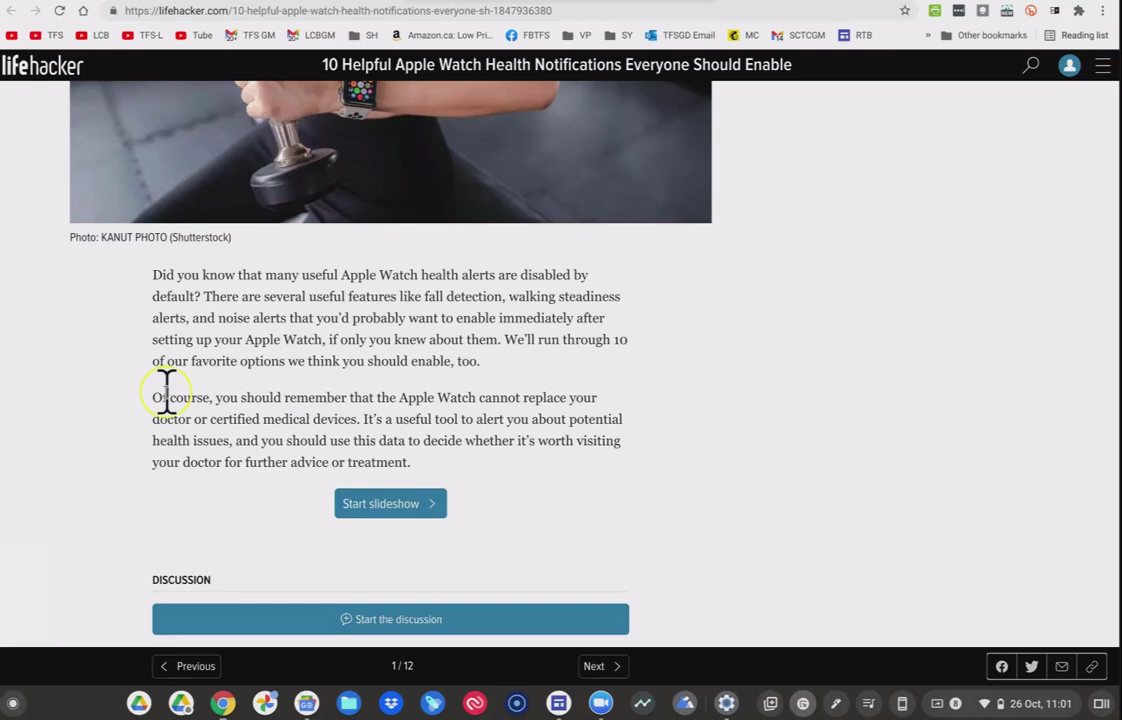 https://lifehacker.com/10-helpful-apple-watch-health-notifications-everyone-sh-1847936380
TFS LCB TFS-L Tube TFS GM LCBGM SH Amazon.ca: Low Pri... FBTFS VP SY TFSGD Email MC SCTCGM RTB » Other bookmarks Reading list
lifehacker 10 Helpful Apple Watch Health Notifications Everyone Should Enable
Photo: KANUT PHOTO (Shutterstock)
Did you know that many useful Apple Watch health alerts are disabled by
default? There are several useful features like fall detection, walking steadiness
alerts, and noise alerts that you'd probably want to enable immediately after
setting up your Apple Watch, if only you knew about them. We'll run through 10
of our favorite options we think you should enable, too.
Of course, you should remember that the Apple Watch cannot replace your
doctor or certified medical devices. It's a useful tool to alert you about potential
health issues, and you should use this data to decide whether it's worth visiting
your doctor for further advice or treatment.
Start slideshow
DISCUSSION
Start the discussion
Previous 1 / 12 Next
26 Oct, 11:01